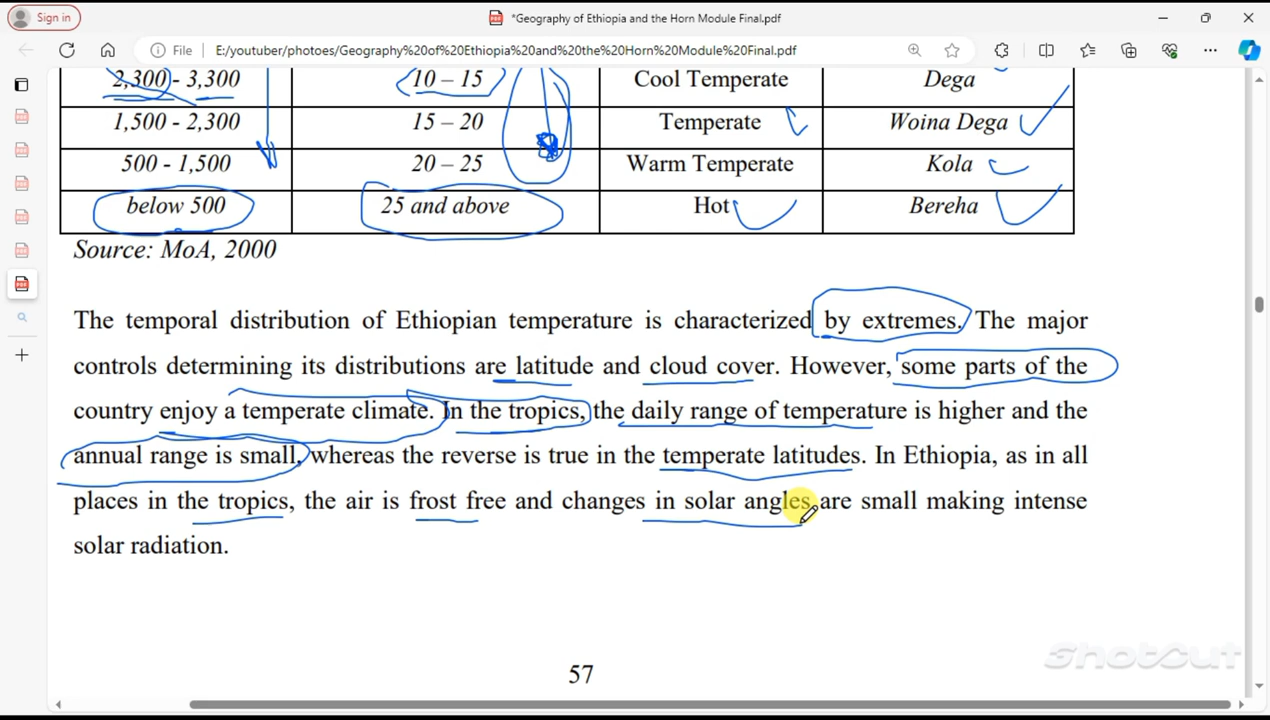 Sign in
*Geography of Ethiopia and the Horn Module Final.pdf
File E:/youtuber/photoes/Geography%20of%20Ethiopia%20and%20the%20Horn%20Module%20Final.pdf
2,300 - 3,300 10 – 15 Cool Temperate Dega
1,500 - 2,300 15 – 20 Temperate Woina Dega
500 - 1,500 20 – 25 Warm Temperate Kola
below 500 25 and above Hot Bereha
Source: MoA, 2000
The temporal distribution of Ethiopian temperature is characterized by extremes. The major
controls determining its distributions are latitude and cloud cover. However, some parts of the
country enjoy a temperate climate. In the tropics, the daily range of temperature is higher and the
annual range is small, whereas the reverse is true in the temperate latitudes. In Ethiopia, as in all
places in the tropics, the air is frost free and changes in solar angles are small making intense
solar radiation.
57
shotcut